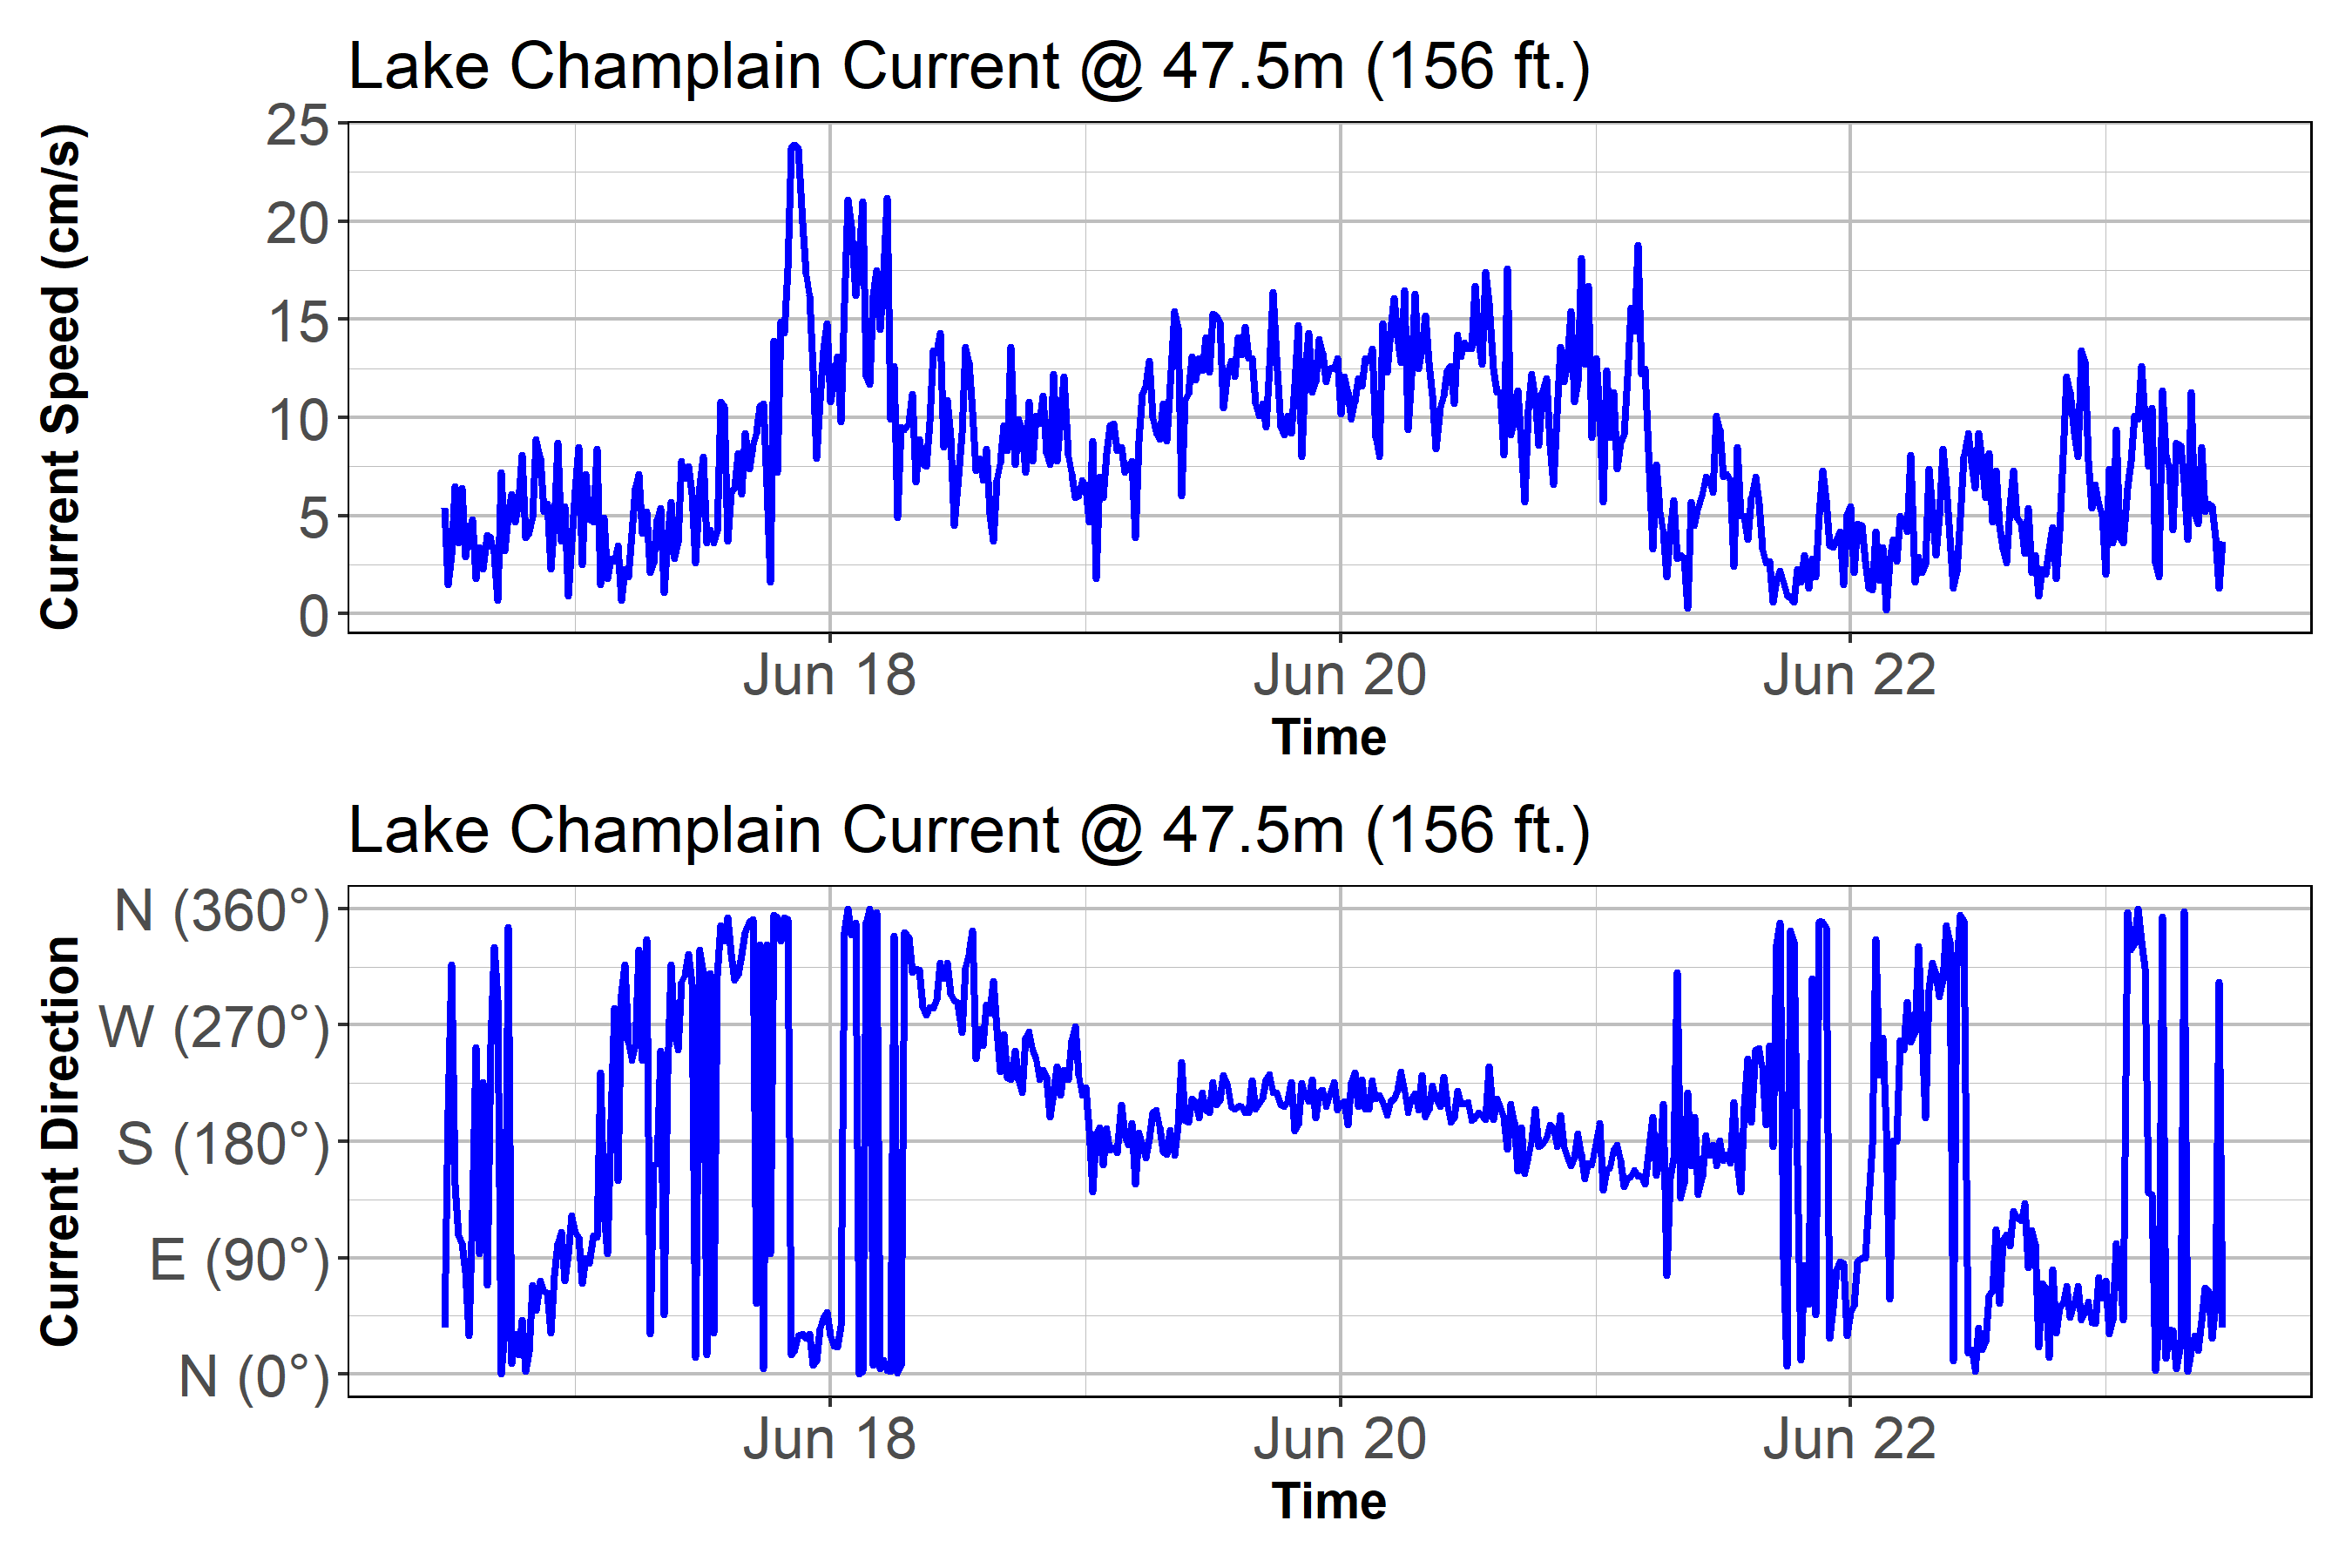 Lake Champlain Current @ 47.5m (156 ft.)
Current Speed (cm/s)
25
20
15
10
5
0
Jun 18
Jun 20
Jun 22
Time
Lake Champlain Current @ 47.5m (156 ft.)
Current Direction
N (360°)
W (270°)
S (180°)
E (90°)
N (0°)
Jun 18
Jun 20
Jun 22
Time